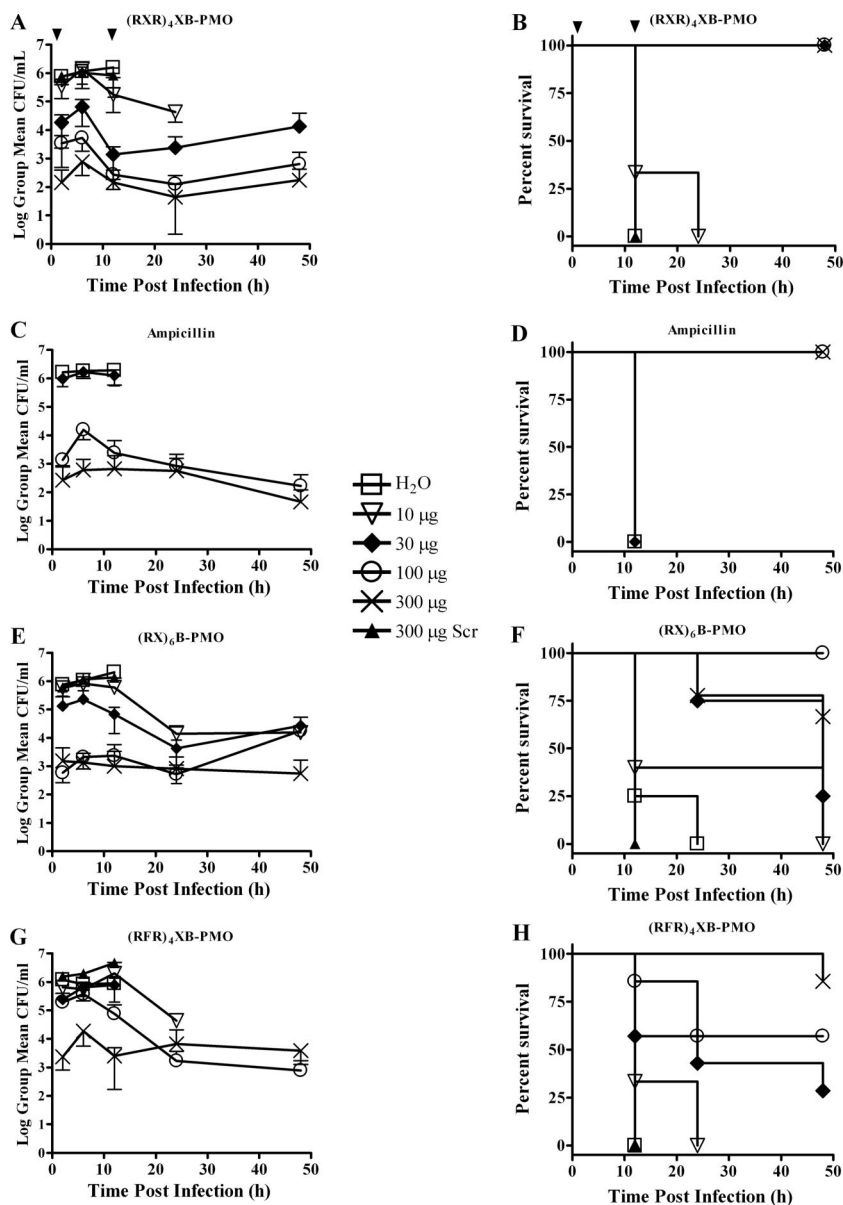 A
(RXR)4XB-PMO
Log Group Mean CFU/mL
7
6
5
4
3
2
1
0
0 10 20 30 40 50
Time Post Infection (h)
B
(RXR)4XB-PMO
Percent survival
100
75
50
25
0
0 10 20 30 40 50
Time Post Infection (h)
C
Ampicillin
Log Group Mean CFU/ml
7
6
5
4
3
2
1
0
0 10 20 30 40 50
Time Post Infection (h)
D
Ampicillin
Percent survival
100
75
50
25
0
0 10 20 30 40 50
Time Post Infection (h)
H2O
10 µg
30 µg
100 µg
300 µg
300 µg Scr
E
(RX)6B-PMO
Log Group Mean CFU/ml
7
6
5
4
3
2
1
0
0 10 20 30 40 50
Time Post Infection (h)
F
(RX)6B-PMO
Percent survival
100
75
50
25
0
0 10 20 30 40 50
Time Post Infection (h)
G
(RFR)4XB-PMO
Log Group Mean CFU/ml
7
6
5
4
3
2
1
0
0 10 20 30 40 50
Time Post Infection (h)
H
(RFR)4XB-PMO
Percent survival
100
75
50
25
0
0 10 20 30 40 50
Time Post Infection (h)